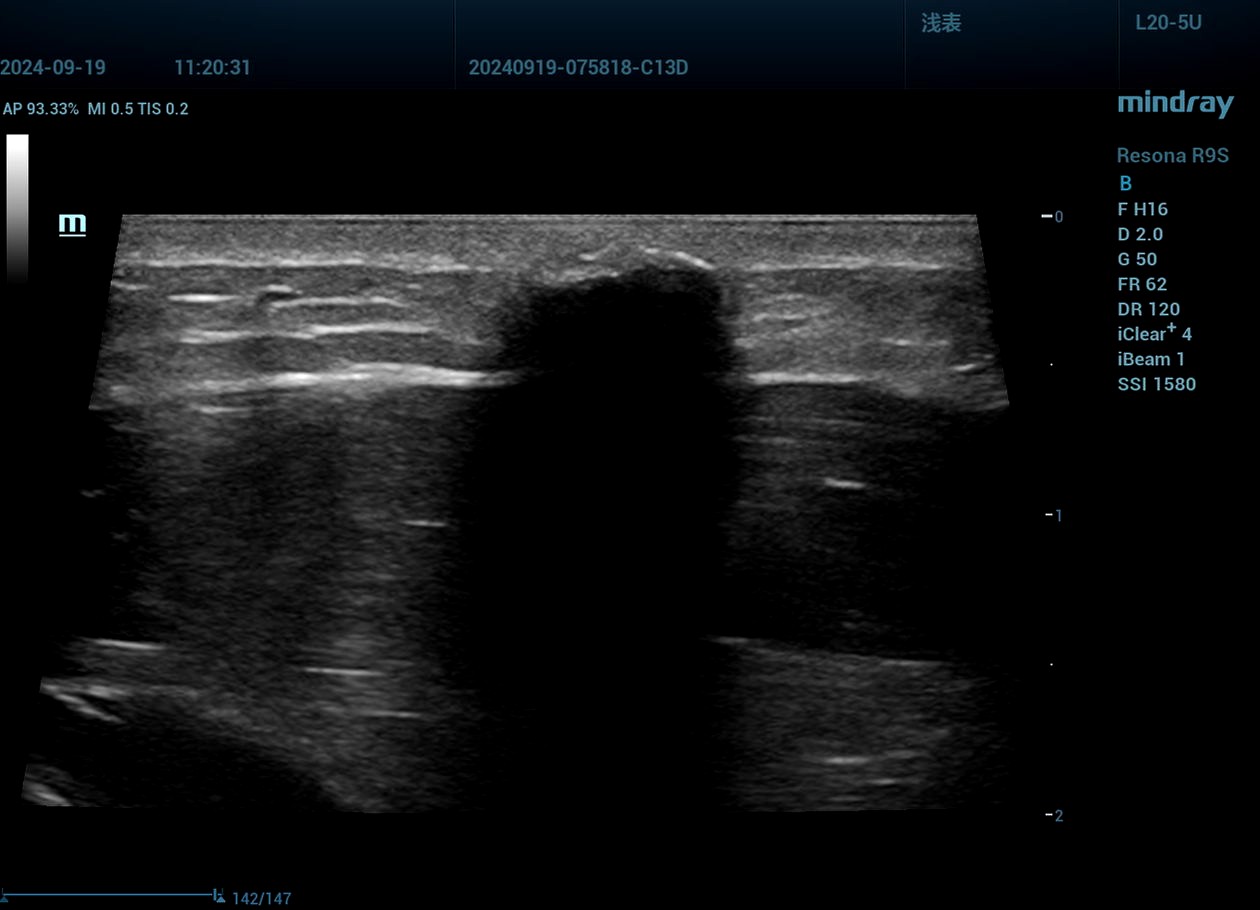 浅表 L20-5U
2024-09-19 11:20:31 20240919-075818-C13D
AP 93.33% MI 0.5 TIS 0.2
mindray
Resona R9S
B
m
F H16
0
D 2.0
G 50
FR 62
DR 120
iClear+ 4
iBeam 1
SSI 1580
1
2
142/147